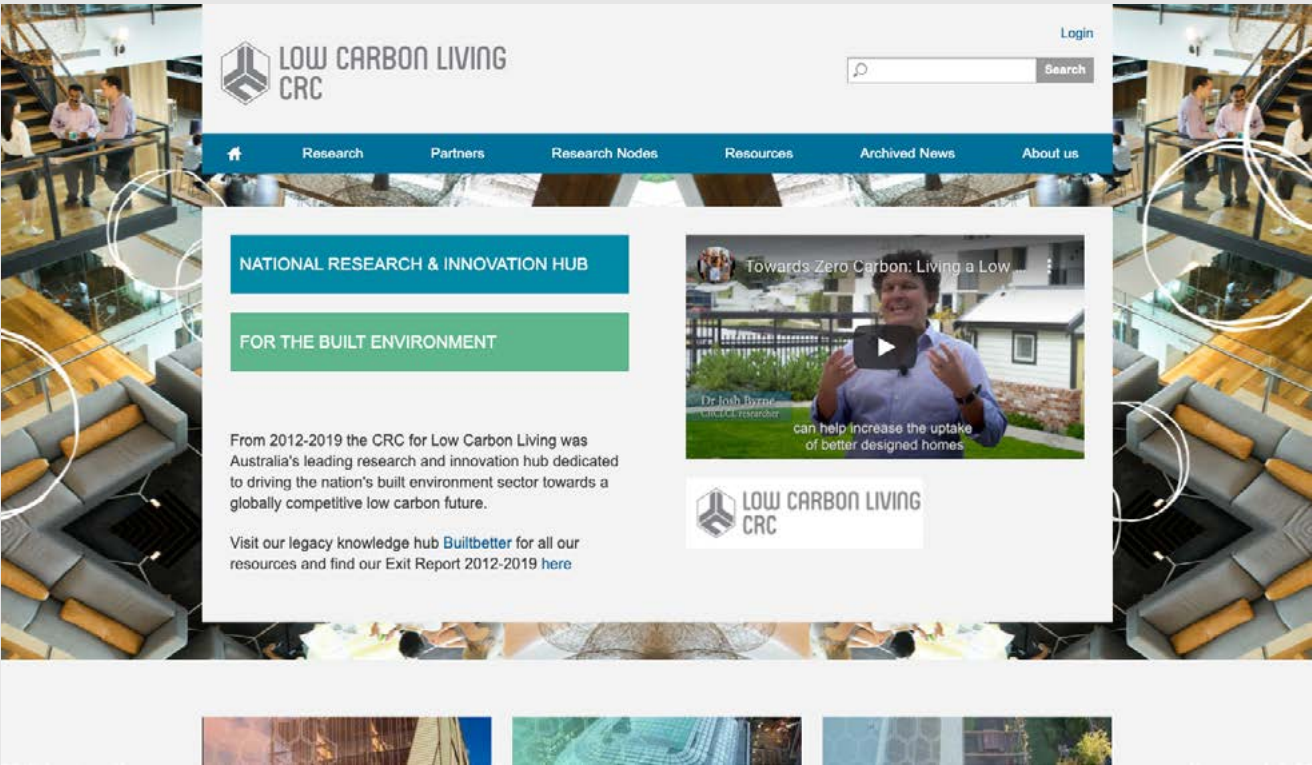 Login
LOW CARBON LIVING
CRC
Search
Research Partners Research Nodes Resources Archived News About us
NATIONAL RESEARCH & INNOVATION HUB
FOR THE BUILT ENVIRONMENT
From 2012-2019 the CRC for Low Carbon Living was
Australia's leading research and innovation hub dedicated
to driving the nation's built environment sector towards a
globally competitive low carbon future.
Visit our legacy knowledge hub Builtbetter for all our
resources and find our Exit Report 2012-2019 here
Towards Zero Carbon: Living a Low ...
Dr Josh Byrne
CRCLCL researcher
can help increase the uptake
of better designed homes
LOW CARBON LIVING
CRC